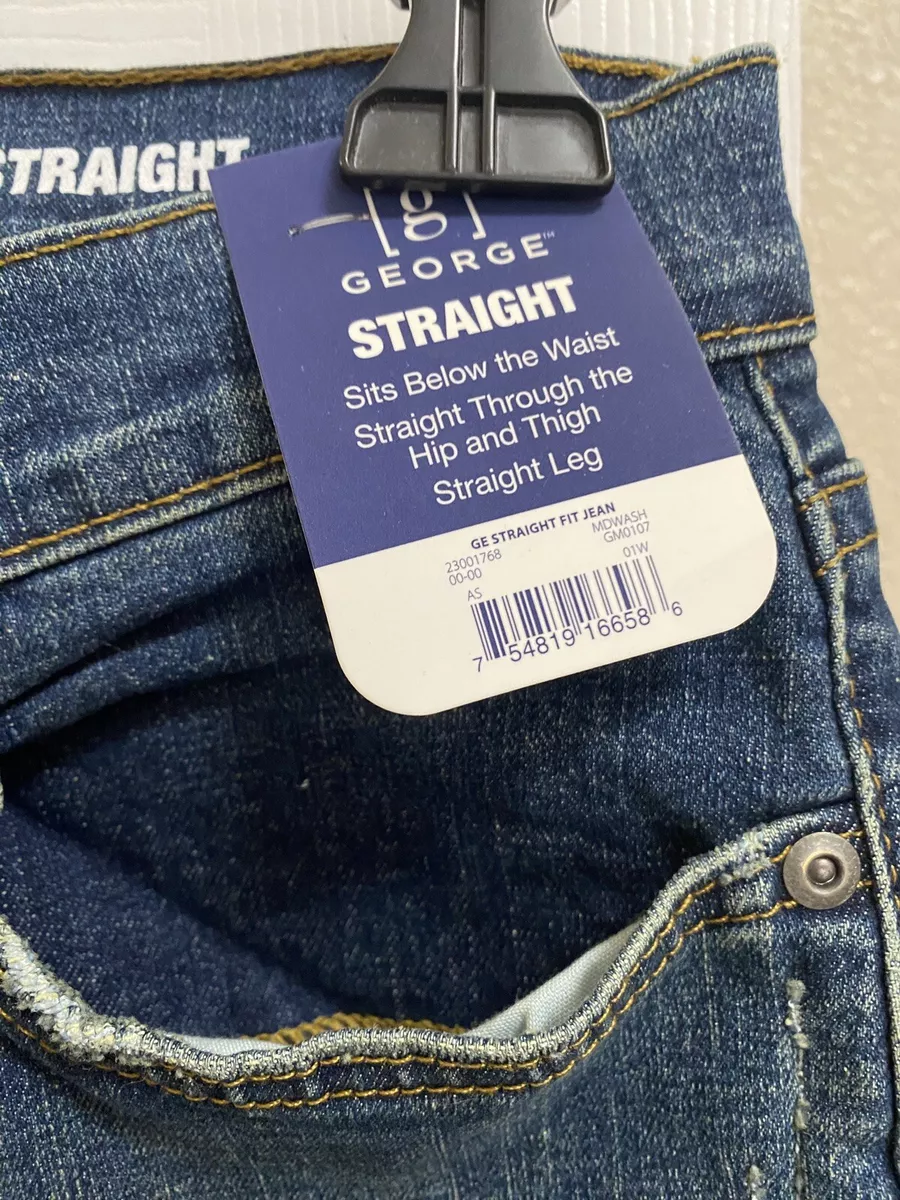 STRAIGHT
[g]
GEORGE™
STRAIGHT
Sits Below the Waist
Straight Through the
Hip and Thigh
Straight Leg
GE STRAIGHT FIT JEAN
23001768 MDWASH
00-00 GM0107
AS 01W
7 54819 16658 6